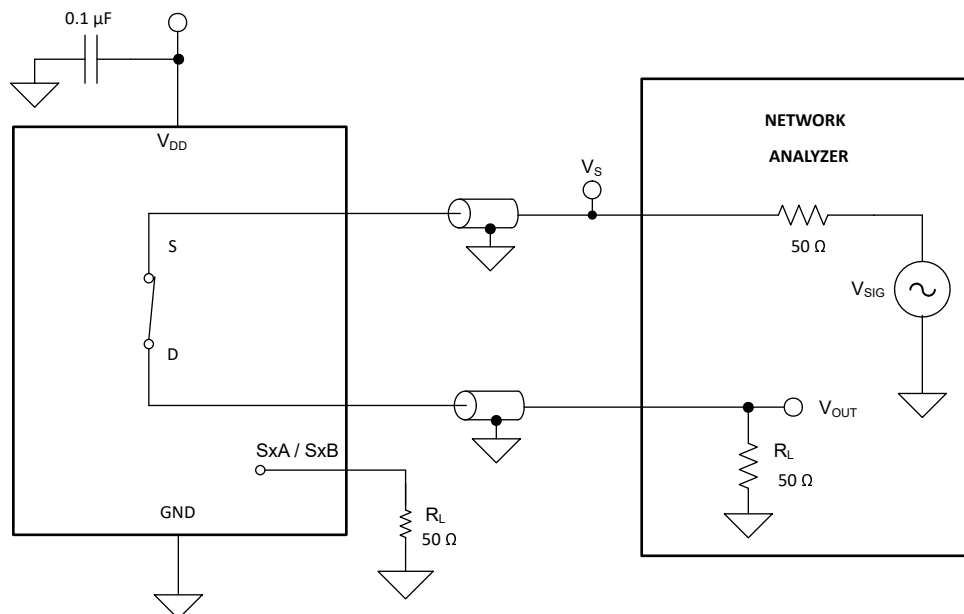 0.1 µF
VDD
NETWORK
ANALYZER
VS
S
50 Ω
VSIG
D
VOUT
SxA / SxB
RL
50 Ω
GND
RL
50 Ω